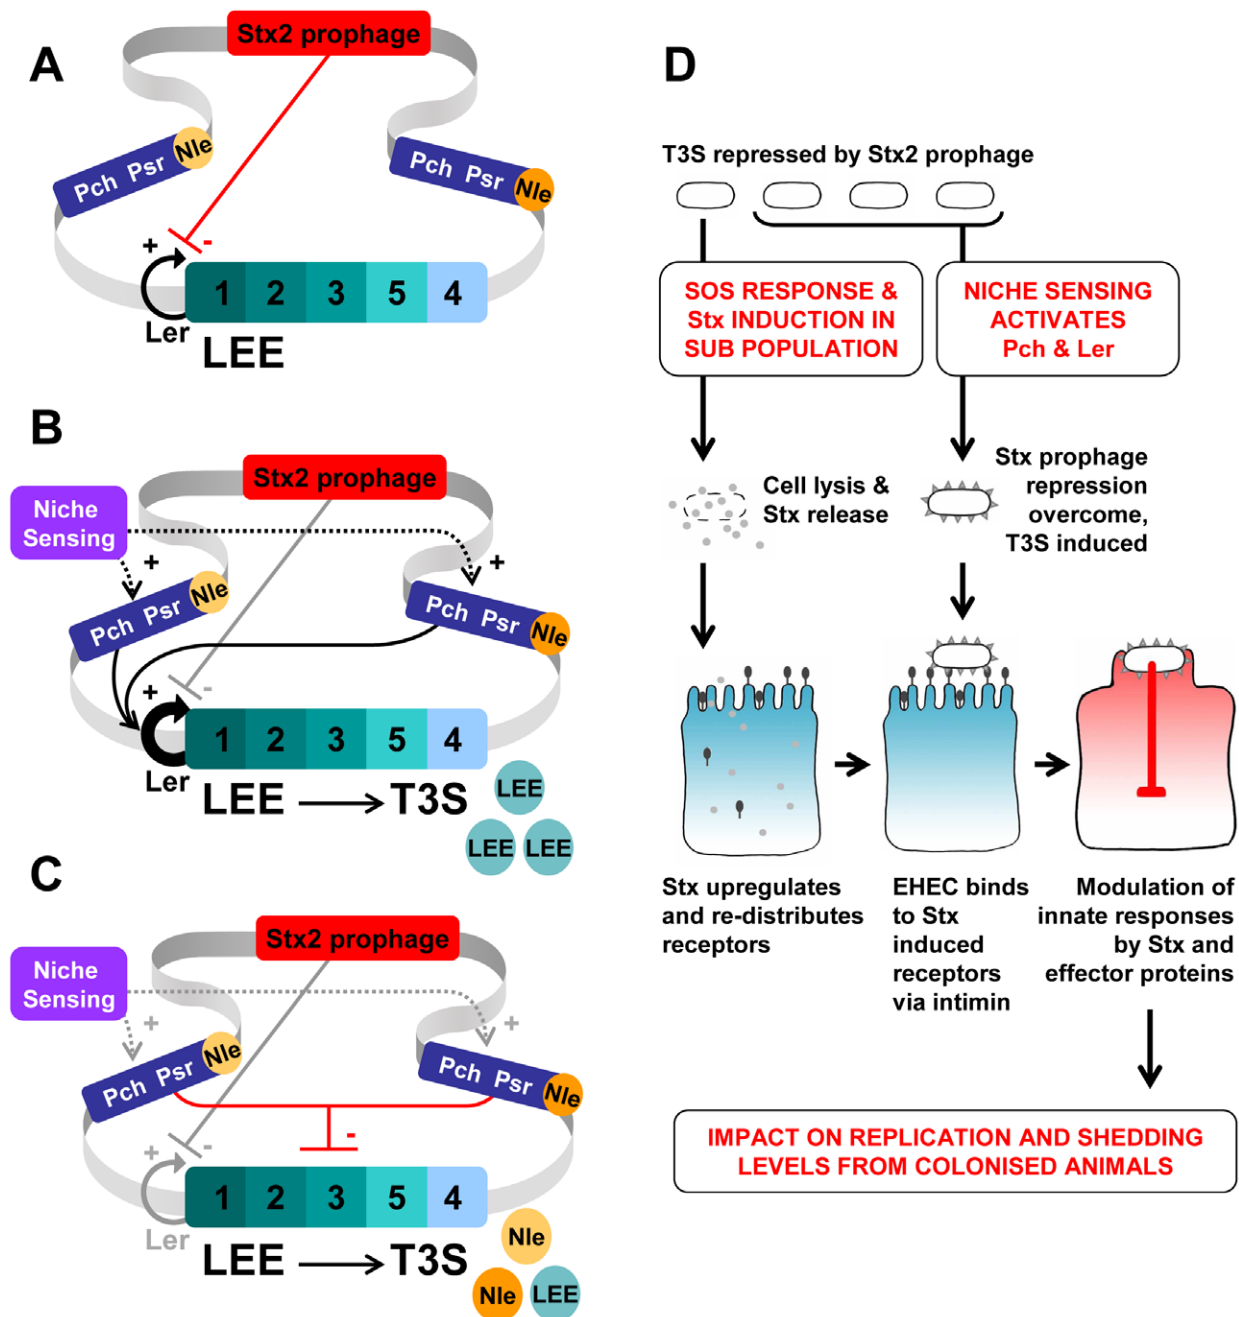 A
Stx2 prophage
Pch Psr Nle
Pch Psr Nle
+
-
1 2 3 5 4
Ler
LEE
B
Stx2 prophage
Niche
Sensing
+
+
Pch Psr Nle
Pch Psr Nle
+
-
1 2 3 5 4
Ler
LEE T3S
LEE
LEE LEE
C
Stx2 prophage
Niche
Sensing
+
+
Pch Psr Nle
Pch Psr Nle
+
-
-
1 2 3 5 4
Ler
LEE T3S
Nle
Nle LEE
D
T3S repressed by Stx2 prophage
SOS RESPONSE &
Stx INDUCTION IN
SUB POPULATION
NICHE SENSING
ACTIVATES
Pch & Ler
Cell lysis &
Stx release
Stx prophage
repression
overcome,
T3S induced
Stx upregulates
and re-distributes
receptors
EHEC binds
to Stx
induced
receptors
via intimin
Modulation of
innate responses
by Stx and
effector proteins
IMPACT ON REPLICATION AND SHEDDING
LEVELS FROM COLONISED ANIMALS